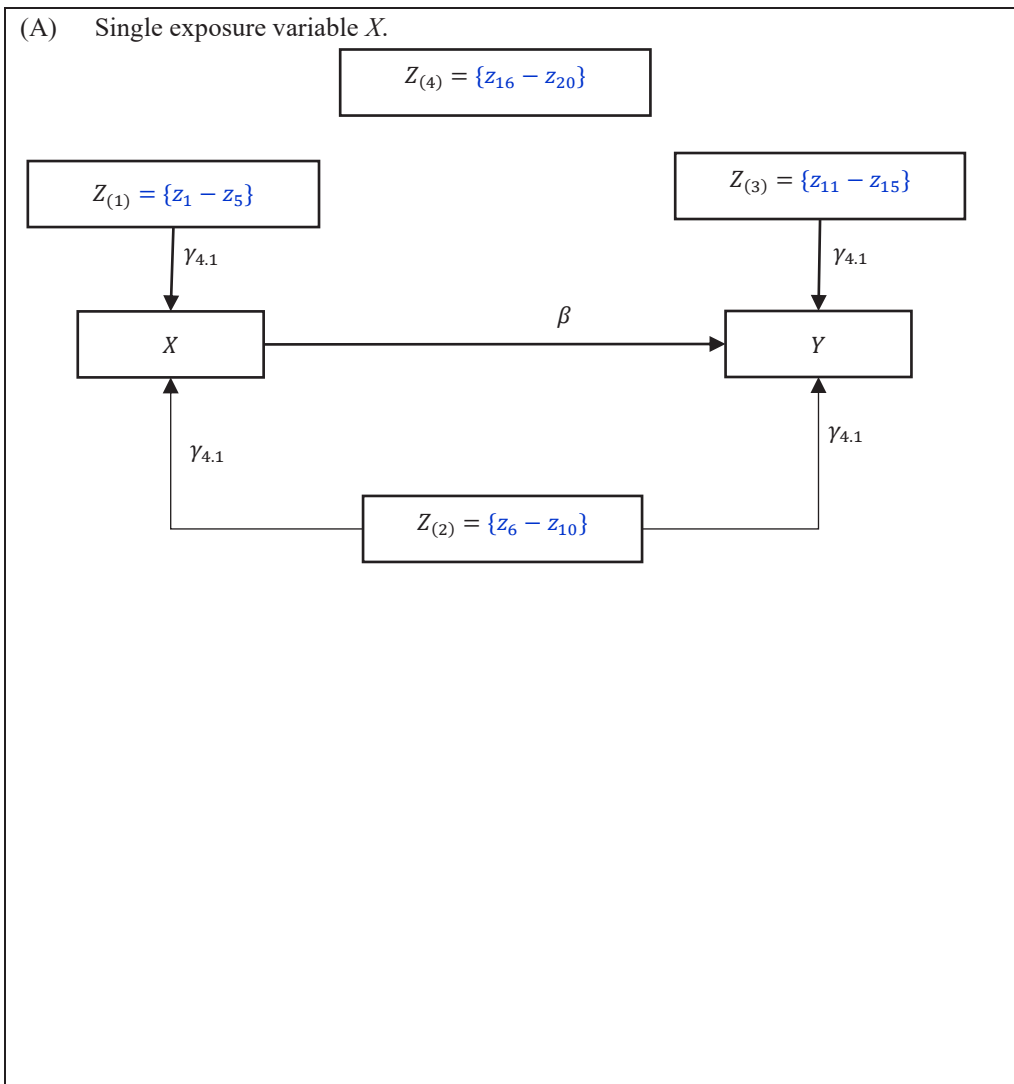 (A) Single exposure variable X.
Z(4) = {z16 − z20}
Z(1) = {z1 − z5}
Z(3) = {z11 − z15}
γ4.1
γ4.1
β
X
Y
γ4.1
γ4.1
Z(2) = {z6 − z10}